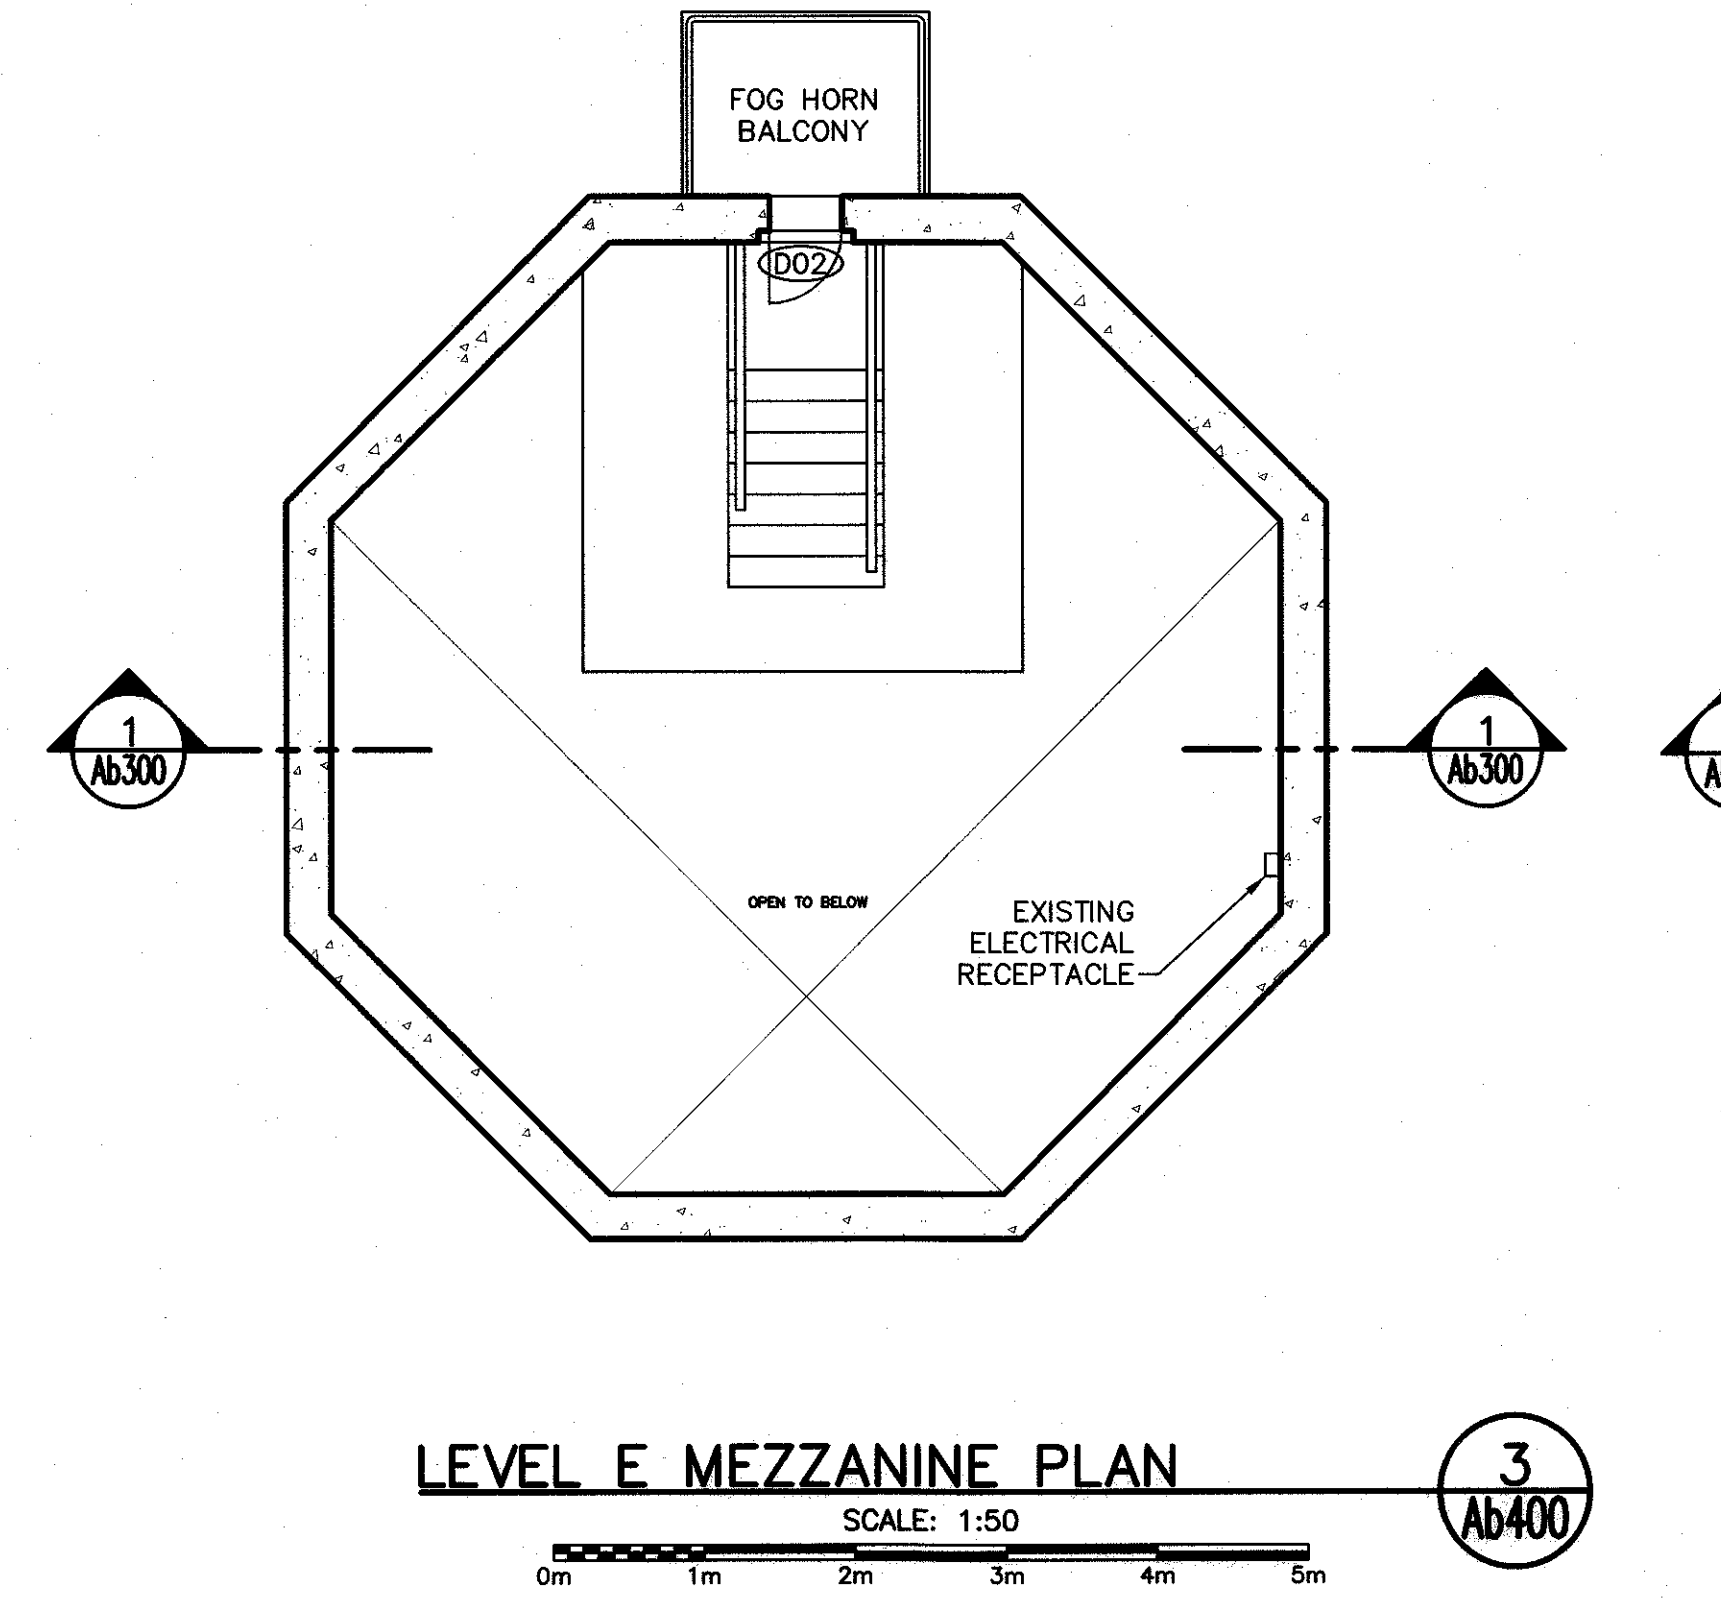 FOG HORN
BALCONY
D02
1
Ab300
1
Ab300
A
OPEN TO BELOW
EXISTING
ELECTRICAL
RECEPTACLE
LEVEL E MEZZANINE PLAN
3
Ab400
SCALE: 1:50
0m 1m 2m 3m 4m 5m